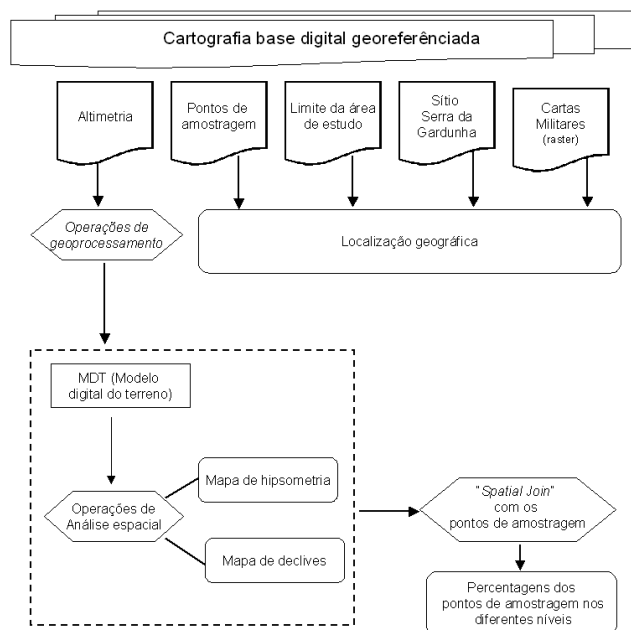 Cartografia base digital georeferênciada
Altimetria
Pontos de
amostragem
Limite da área
de estudo
Sítio
Serra da
Gardunha
Cartas
Militares
(raster)
Operações de
geoprocessamento
Localização geográfica
MDT (Modelo
digital do terreno)
Mapa de hipsometria
Operações de
Análise espacial
Mapa de declives
"Spatial Join"
com os
pontos de amostragem
Percentagens dos
pontos de amostragem nos
diferentes níveis